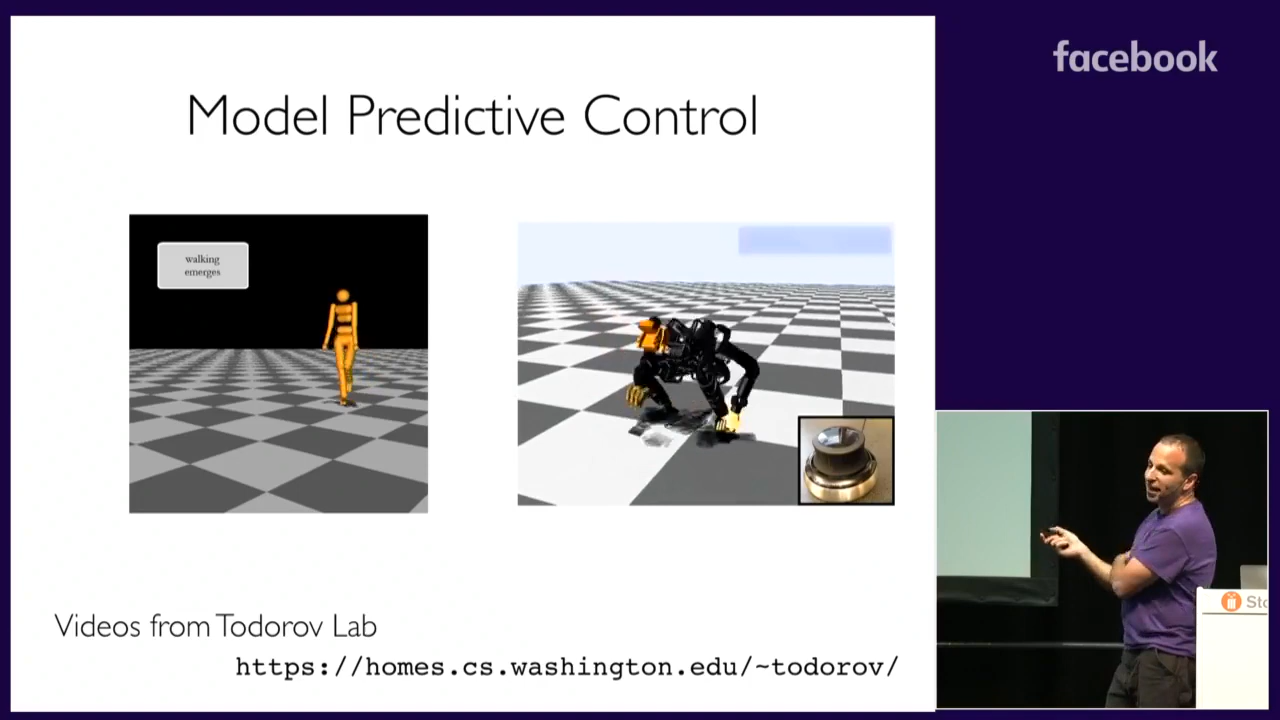 facebook
Model Predictive Control
walking
emerges
Videos from Todorov Lab
https://homes.cs.washington.edu/~todorov/